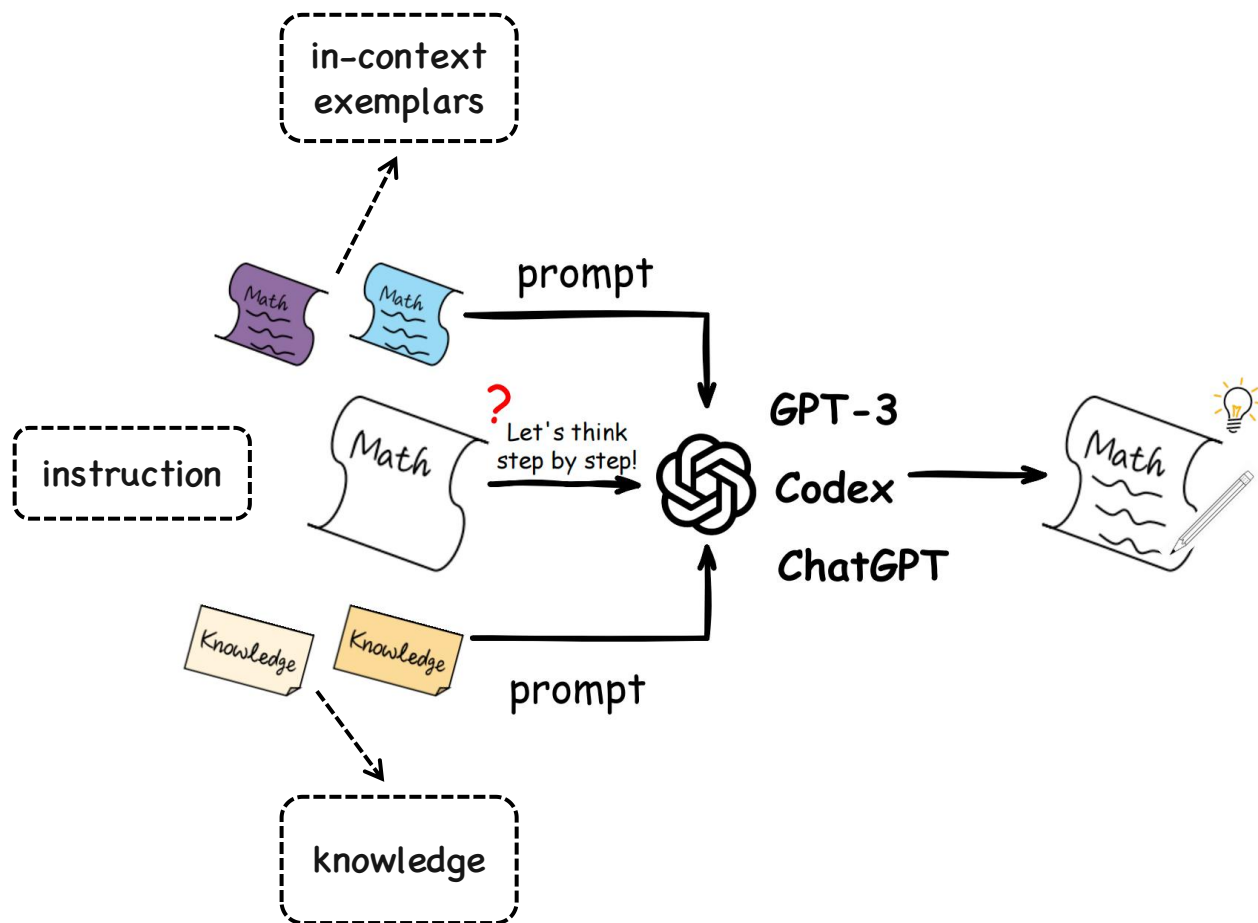 in-context
exemplars
prompt
Math
Math
?
Let's think
step by step!
Math
instruction
GPT-3
Codex
ChatGPT
Math
Knowledge
Knowledge
prompt
knowledge